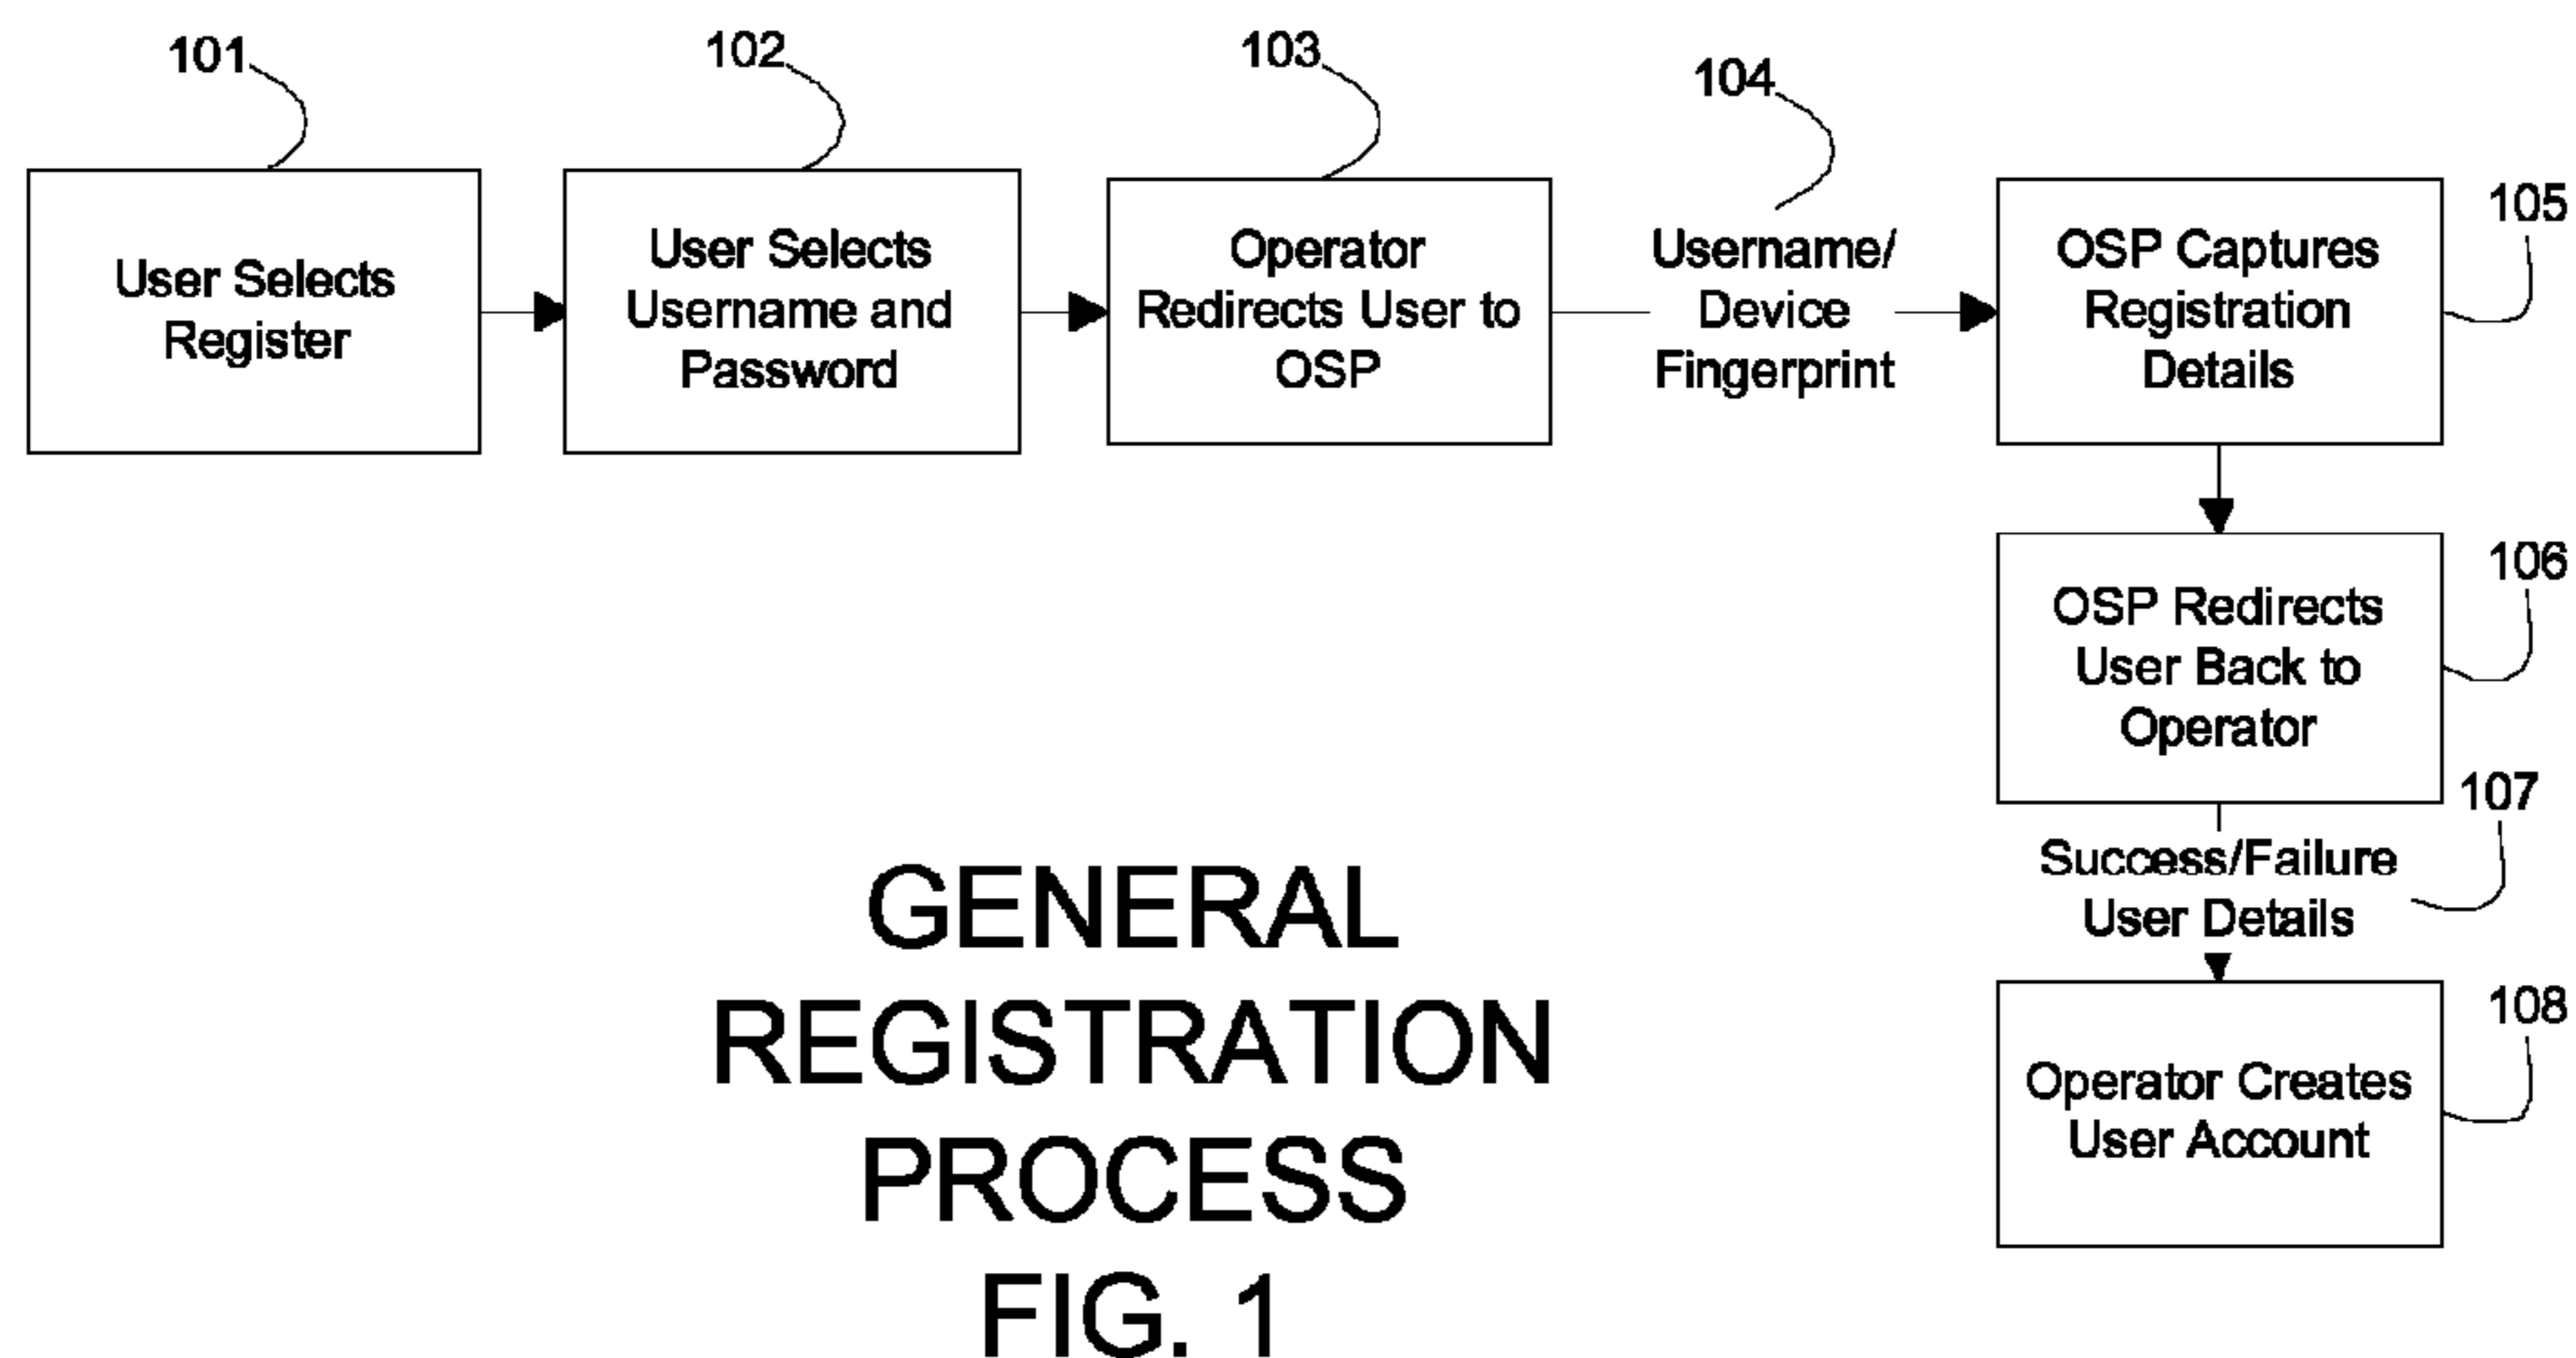 101
User Selects
Register
102
User Selects
Username and
Password
103
Operator
Redirects User to
OSP
104
Username/
Device
Fingerprint
105
OSP Captures
Registration
Details
106
OSP Redirects
User Back to
Operator
107
Success/Failure
User Details
108
Operator Creates
User Account
GENERAL
REGISTRATION
PROCESS
FIG. 1